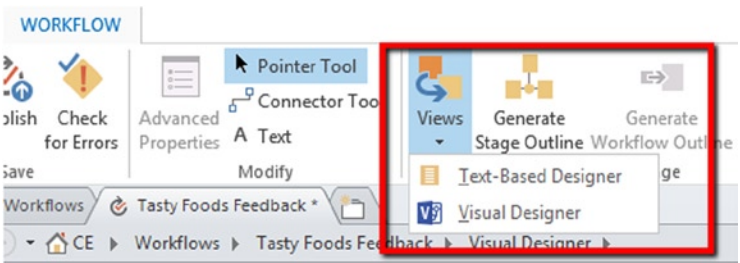 WORKFLOW
Pointer Tool
Connector Too
A Text
Check
for Errors
Advanced
Properties
Save
Modify
Views
Generate
Stage Outline
Generate
Workflow Outline
Text-Based Designer
Visual Designer
Workflows
Tasty Foods Feedback *
CE Workflows Tasty Foods Feedback Visual Designer